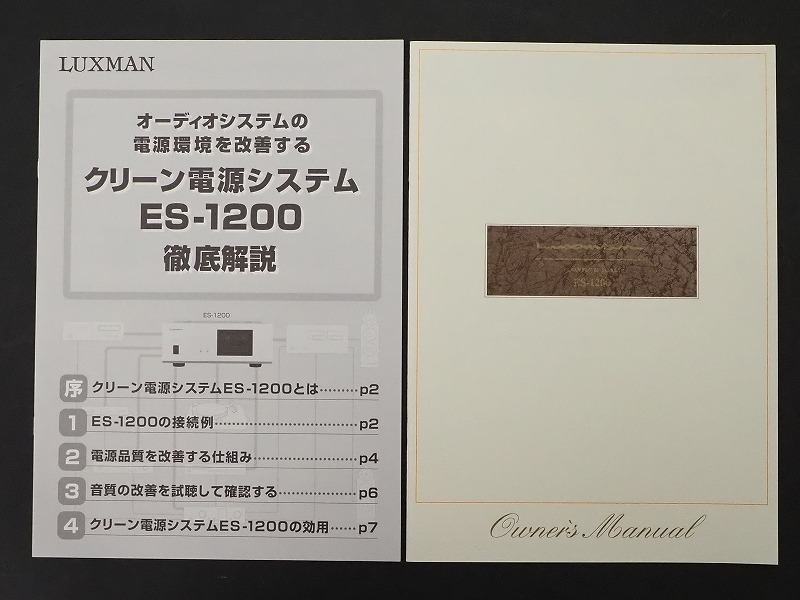 LUXMAN
オーディオシステムの
電源環境を改善する
クリーン電源システム
ES-1200
徹底解説
ES-1200
序 クリーン電源システムES-1200とは………p2
1 ES-1200の接続例…………………p2
2 電源品質を改善する仕組み……………p4
3 音質の改善を試聴して確認する…………p6
4 クリーン電源システムES-1200の効用……p7
ES-1200
Owner's Manual